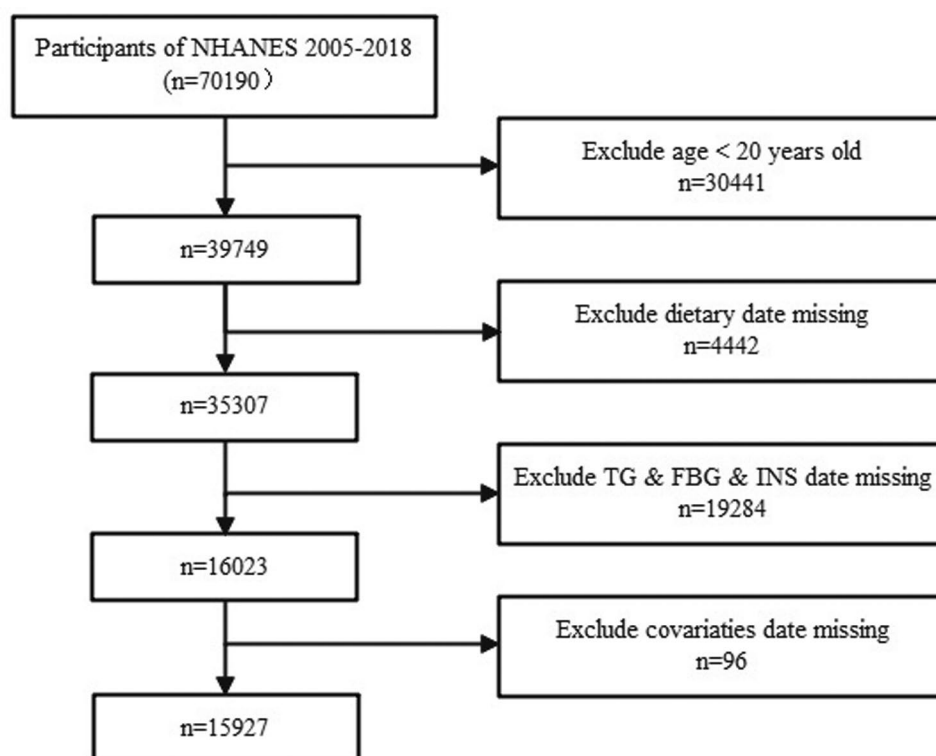 Participants of NHANES 2005-2018
(n=70190）
Exclude age < 20 years old
n=30441
n=39749
Exclude dietary date missing
n=4442
n=35307
Exclude TG & FBG & INS date missing
n=19284
n=16023
Exclude covariaties date missing
n=96
n=15927